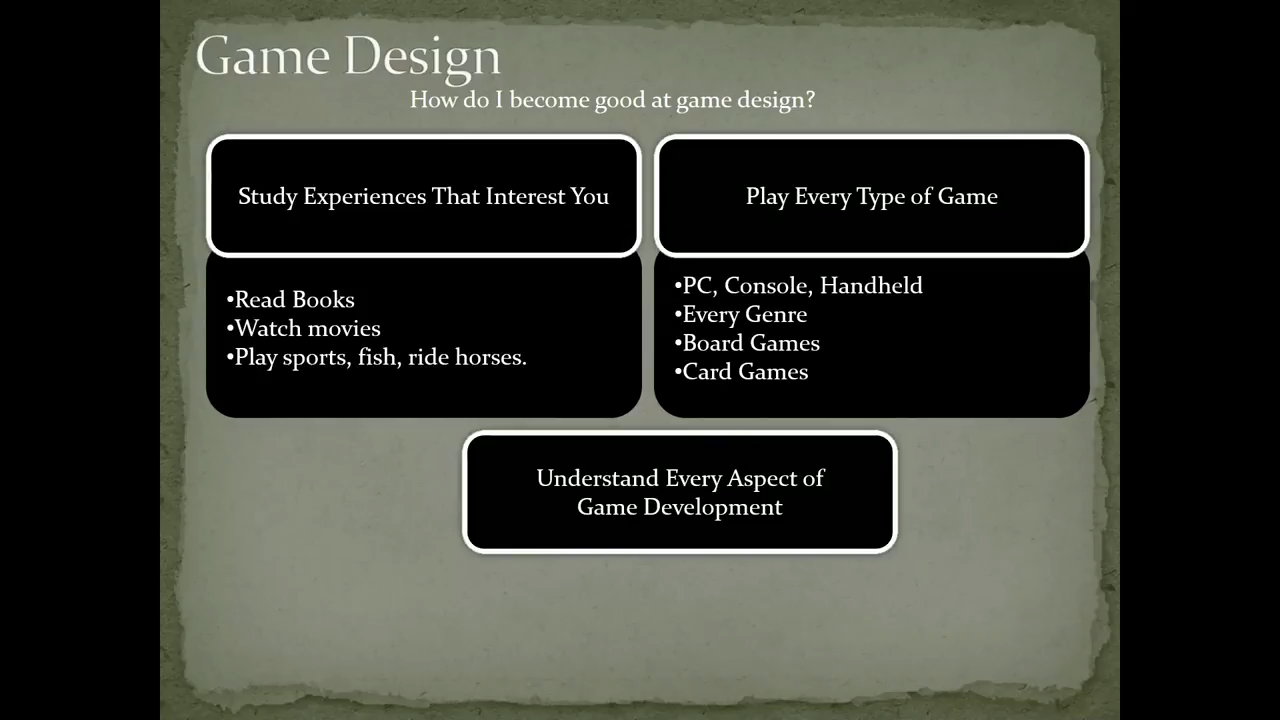 Game Design
How do I become good at game design?
Study Experiences That Interest You
•Read Books
•Watch movies
•Play sports, fish, ride horses.
Play Every Type of Game
•PC, Console, Handheld
•Every Genre
•Board Games
•Card Games
Understand Every Aspect of
Game Development